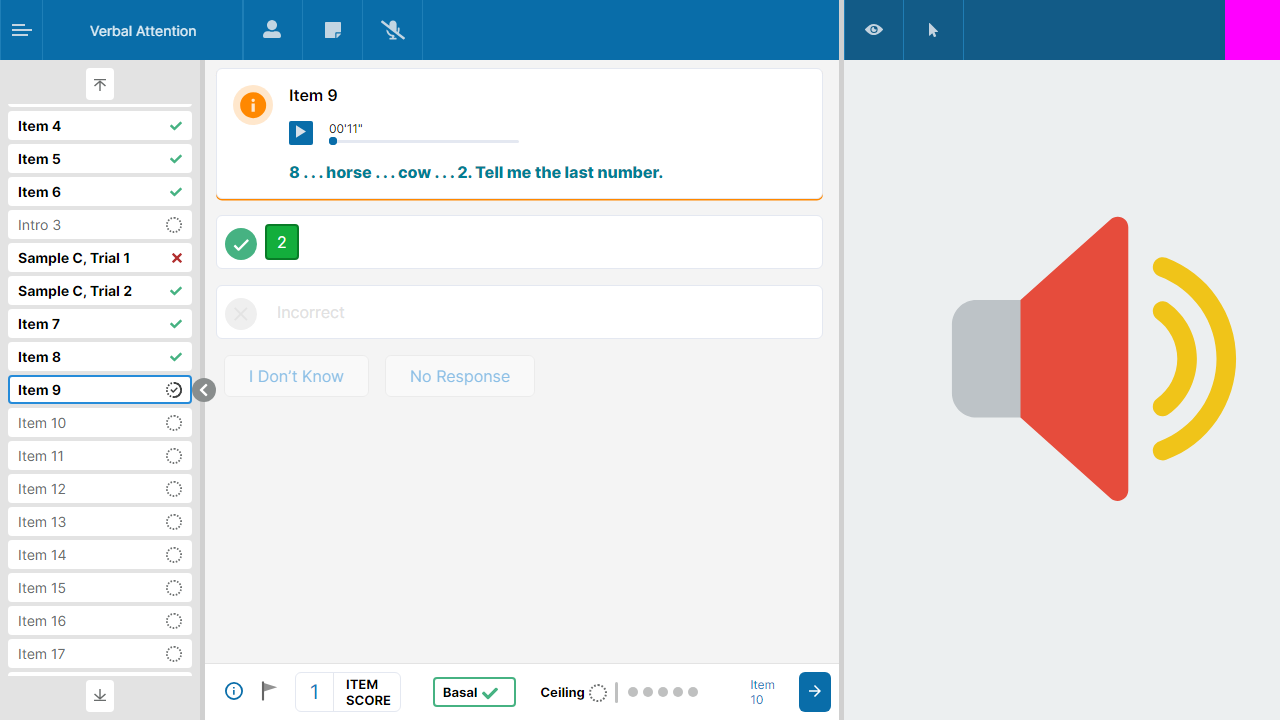 Verbal Attention
Item 4
Item 5
Item 6
Intro 3
Sample C, Trial 1
Sample C, Trial 2
Item 7
Item 8
Item 9
Item 10
Item 11
Item 12
Item 13
Item 14
Item 15
Item 16
Item 17
Item 9
00'11"
8 . . . horse . . . cow . . . 2. Tell me the last number.
2
Incorrect
I Don't Know
No Response
1
ITEM
SCORE
Basal
Ceiling
Item
10